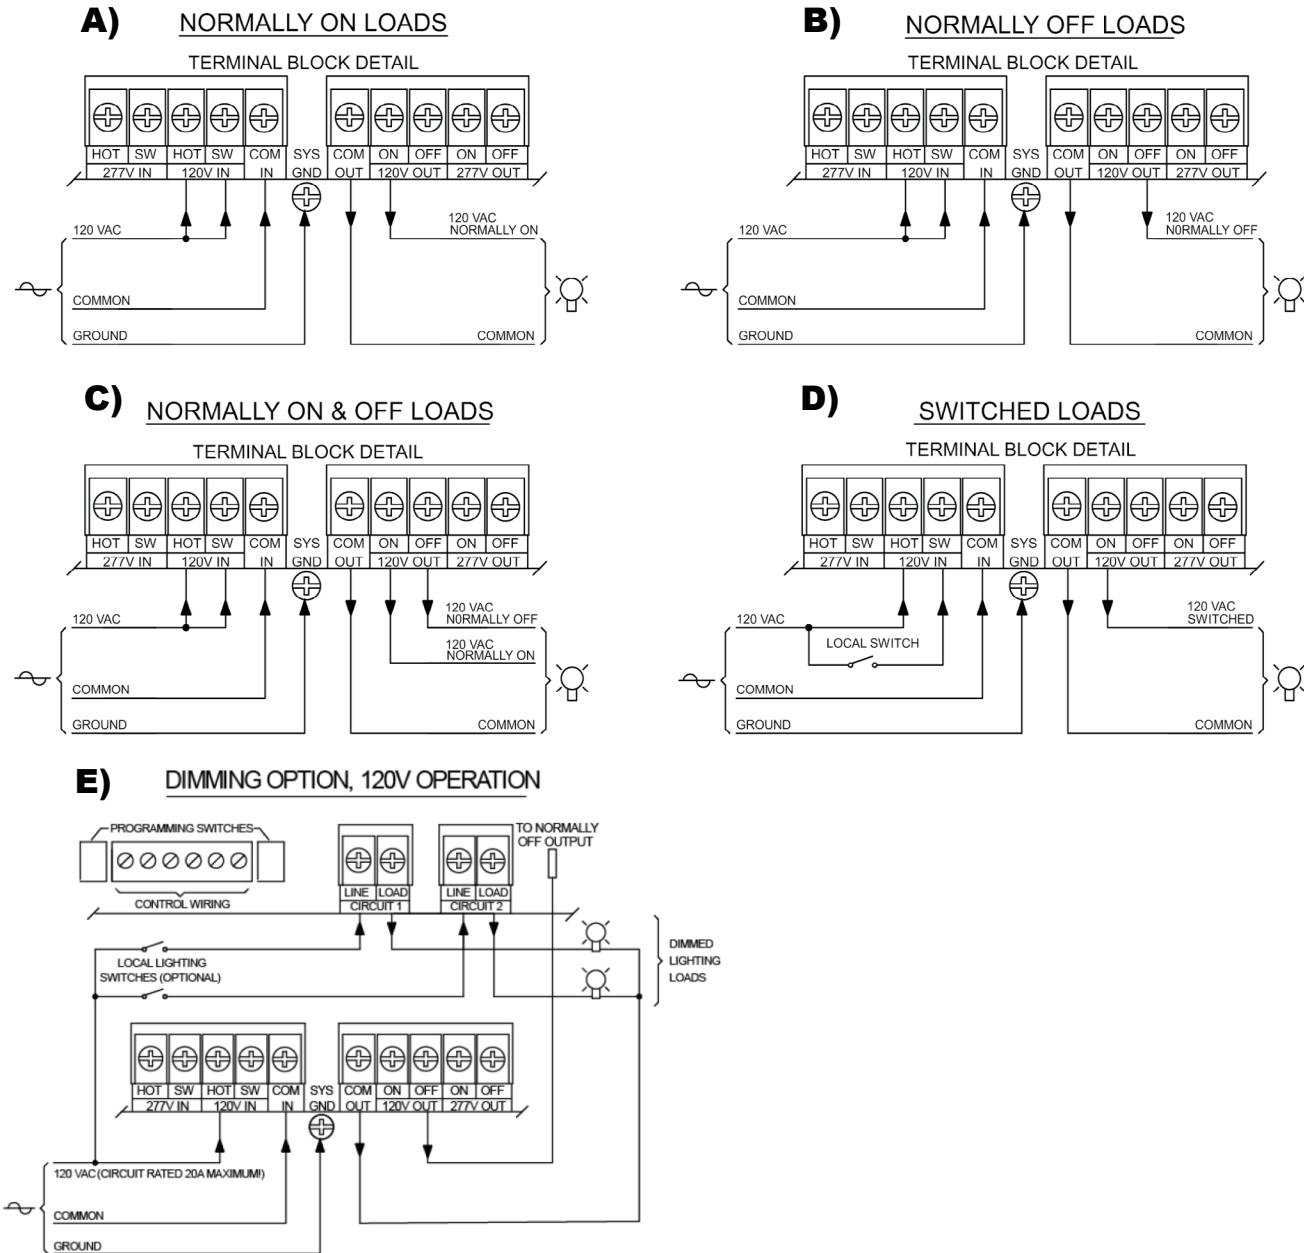 A) NORMALLY ON LOADS
TERMINAL BLOCK DETAIL
HOT SW HOT SW COM SYS COM ON OFF ON OFF
277V IN 120V IN IN GND OUT 120V OUT 277V OUT
120 VAC
120 VAC
NORMALLY ON
COMMON
GROUND
COMMON
B) NORMALLY OFF LOADS
TERMINAL BLOCK DETAIL
HOT SW HOT SW COM SYS COM ON OFF ON OFF
277V IN 120V IN IN GND OUT 120V OUT 277V OUT
120 VAC
120 VAC
N0RMALLY OFF
COMMON
GROUND
COMMON
C) NORMALLY ON & OFF LOADS
TERMINAL BLOCK DETAIL
HOT SW HOT SW COM SYS COM ON OFF ON OFF
277V IN 120V IN IN GND OUT 120V OUT 277V OUT
120 VAC
120 VAC
N0RMALLY OFF
120 VAC
NORMALLY ON
COMMON
GROUND
COMMON
D) SWITCHED LOADS
TERMINAL BLOCK DETAIL
HOT SW HOT SW COM SYS COM ON OFF ON OFF
277V IN 120V IN IN GND OUT 120V OUT 277V OUT
120 VAC
LOCAL SWITCH
120 VAC
SWITCHED
COMMON
GROUND
COMMON
E) DIMMING OPTION, 120V OPERATION
PROGRAMMING SWITCHES
CONTROL WIRING
LINE LOAD
CIRCUIT 1
LINE LOAD
CIRCUIT 2
TO NORMALLY
OFF OUTPUT
LOCAL LIGHTING
SWITCHES (OPTIONAL)
DIMMED
LIGHTING
LOADS
HOT SW HOT SW COM SYS COM ON OFF ON OFF
277V IN 120V IN IN GND OUT 120V OUT 277V OUT
120 VAC (CIRCUIT RATED 20A MAXIMUM!)
COMMON
GROUND